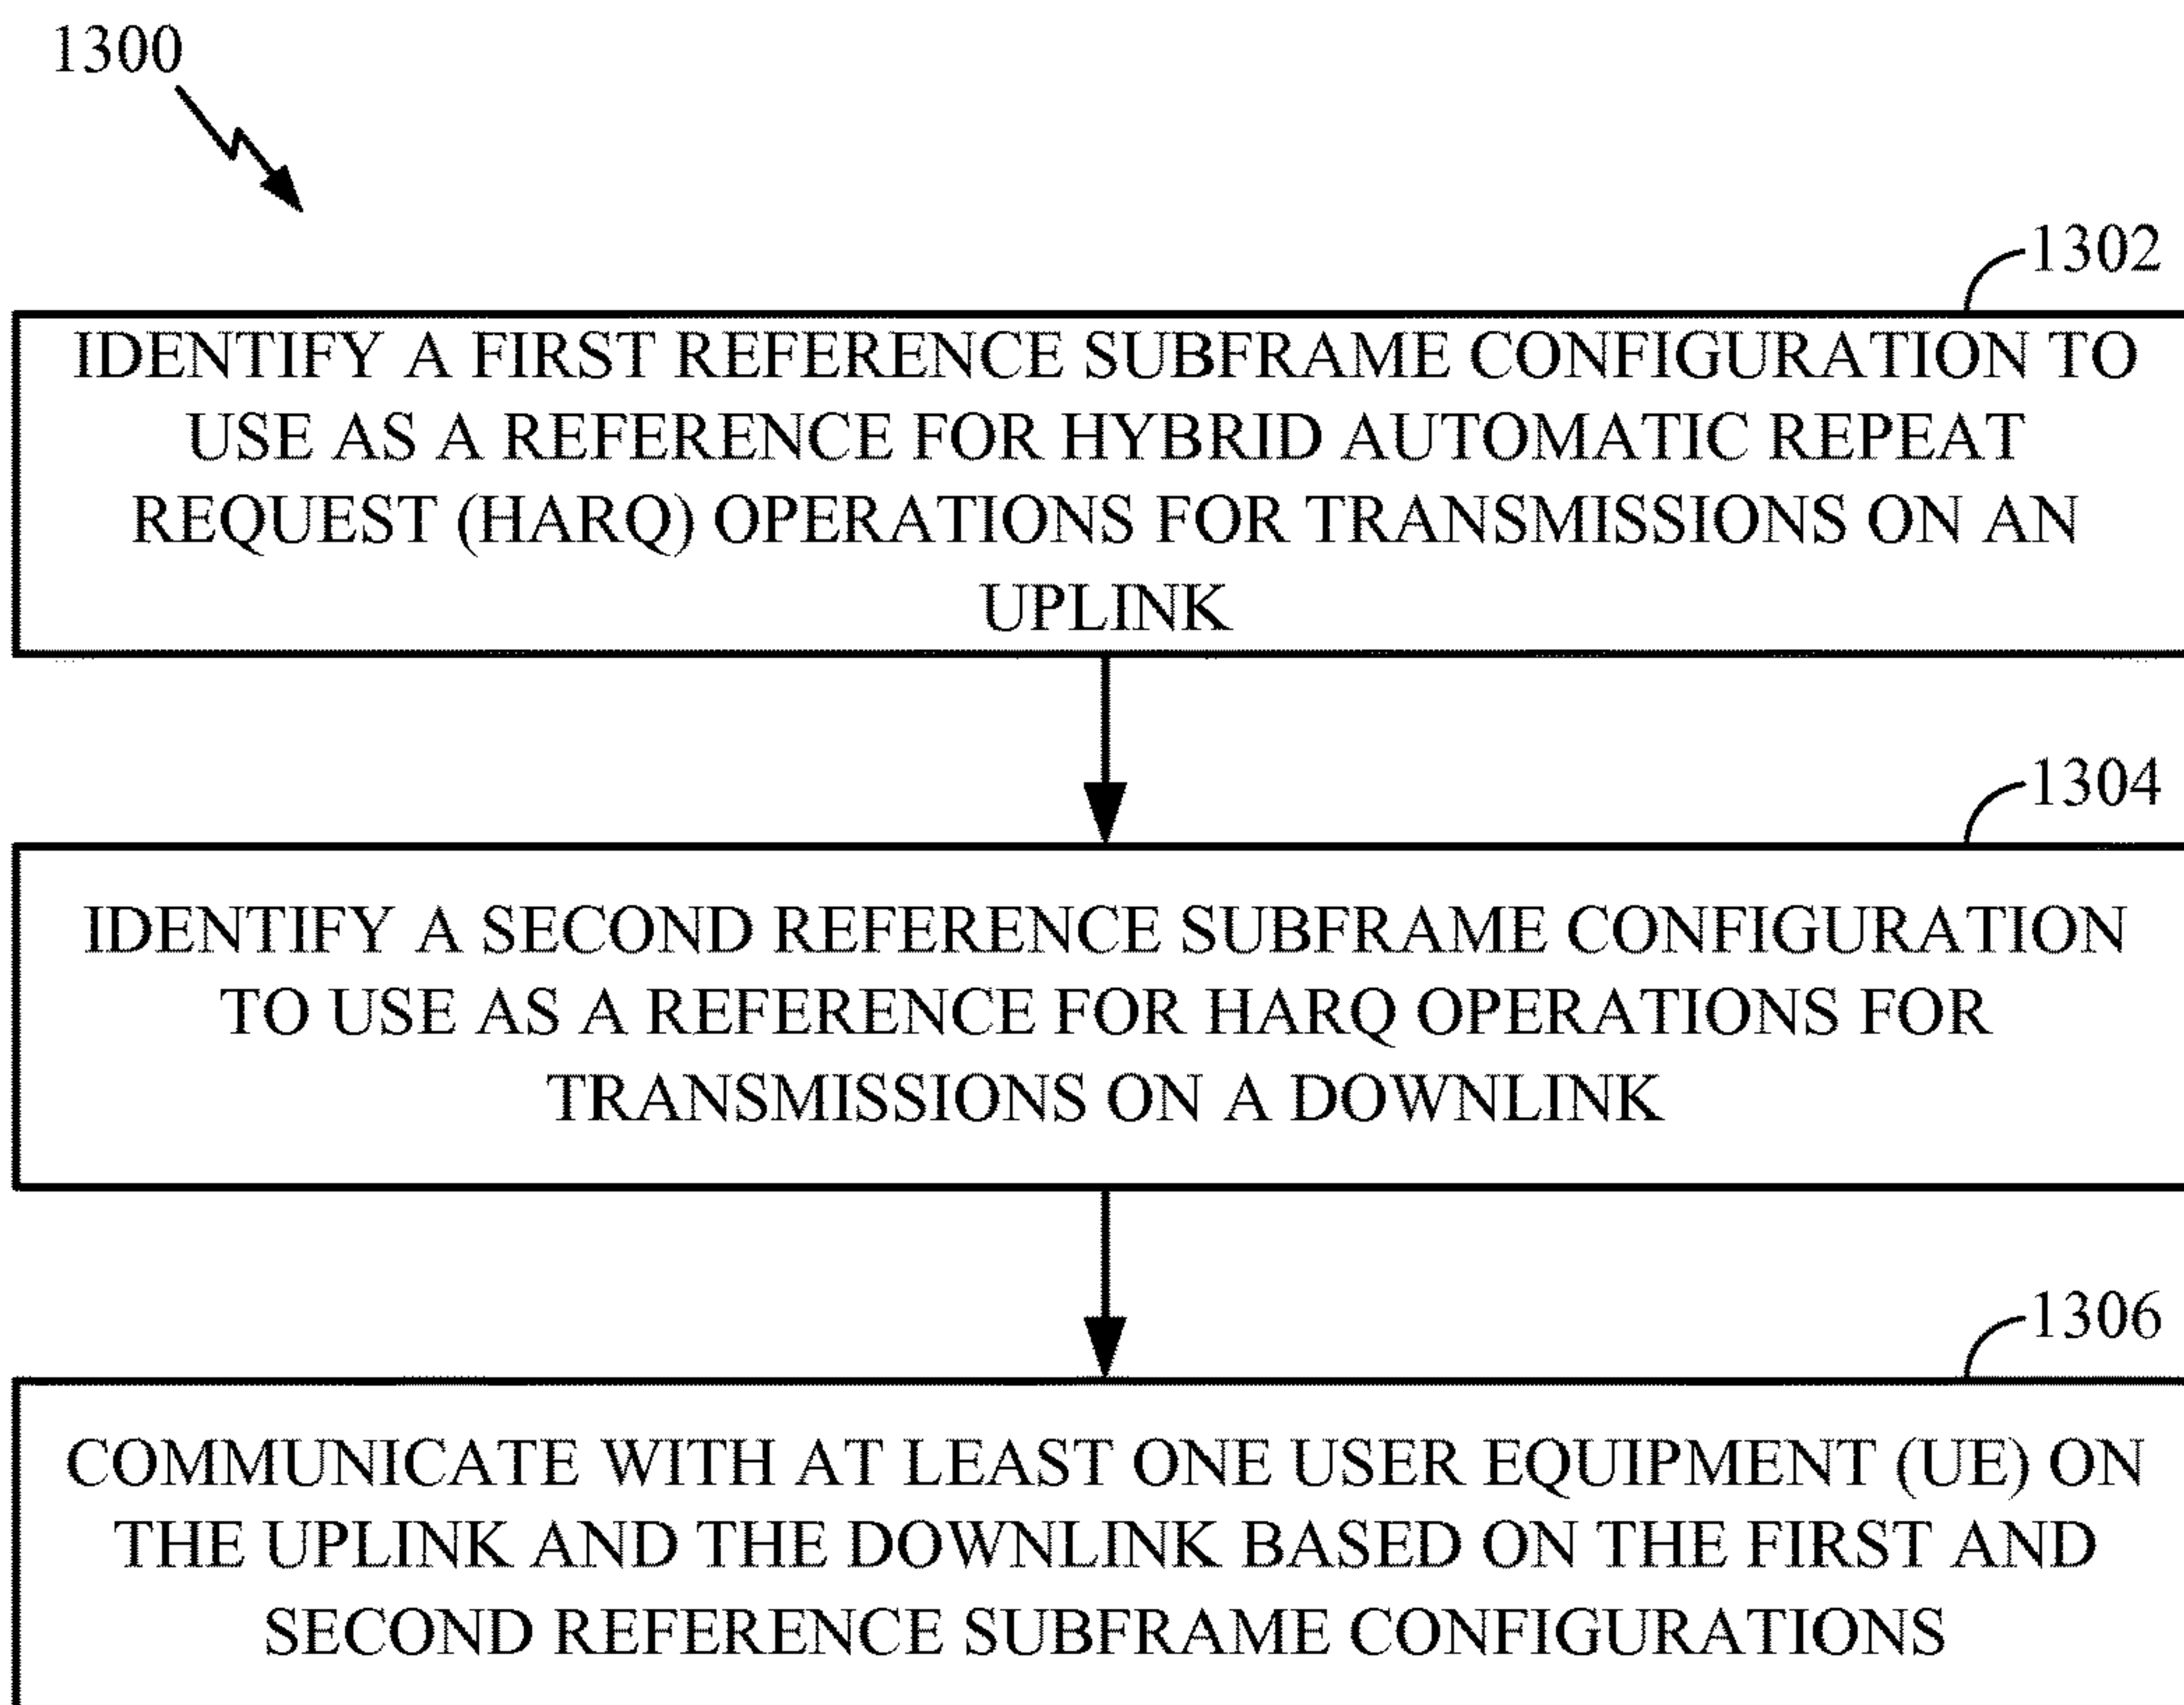 1300
1302
IDENTIFY A FIRST REFERENCE SUBFRAME CONFIGURATION TO
USE AS A REFERENCE FOR HYBRID AUTOMATIC REPEAT
REQUEST (HARQ) OPERATIONS FOR TRANSMISSIONS ON AN
UPLINK
1304
IDENTIFY A SECOND REFERENCE SUBFRAME CONFIGURATION
TO USE AS A REFERENCE FOR HARQ OPERATIONS FOR
TRANSMISSIONS ON A DOWNLINK
1306
COMMUNICATE WITH AT LEAST ONE USER EQUIPMENT (UE) ON
THE UPLINK AND THE DOWNLINK BASED ON THE FIRST AND
SECOND REFERENCE SUBFRAME CONFIGURATIONS